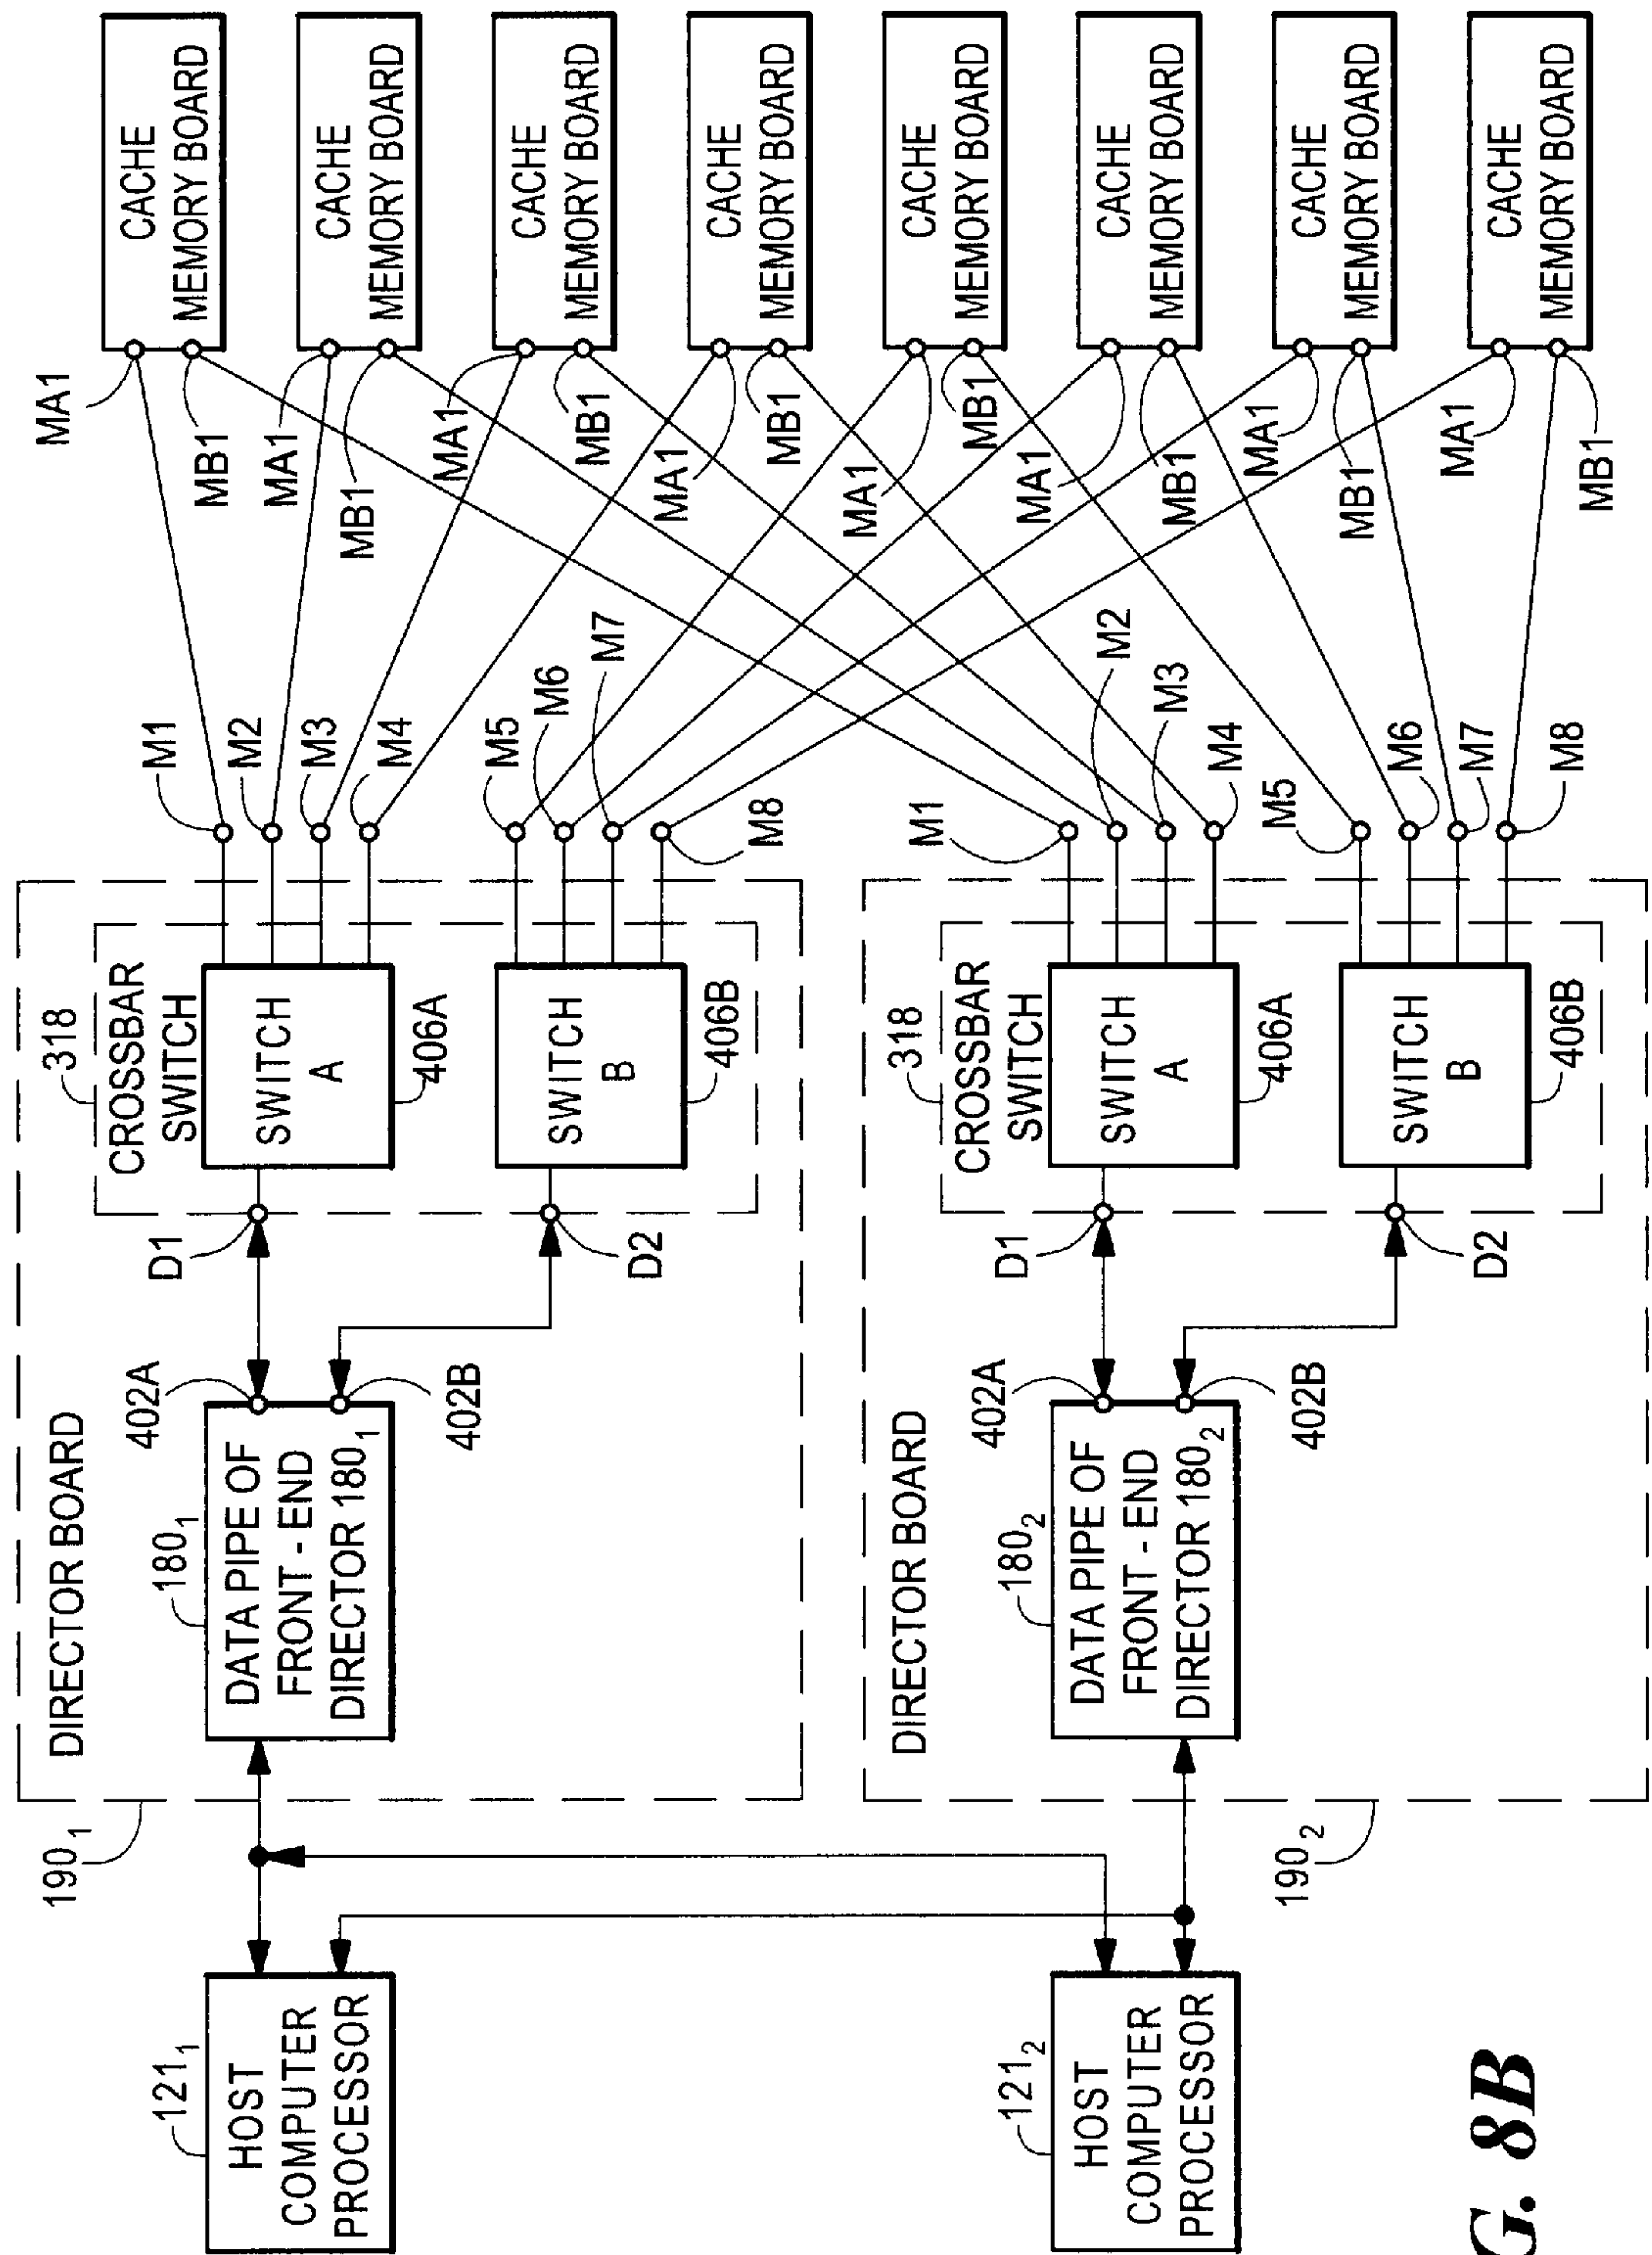 HOST
COMPUTER
PROCESSOR
121₁
HOST
COMPUTER
PROCESSOR
121₂
190₁
190₂
DIRECTOR BOARD
180₁
DATA PIPE OF
FRONT - END
DIRECTOR 180₁
402A
402B
D1
D2
318
CROSSBAR
SWITCH
SWITCH
A
406A
SWITCH
B
406B
M1
M2
M3
M4
M5
M6
M7
M8
DIRECTOR BOARD
180₂
DATA PIPE OF
FRONT - END
DIRECTOR 180₂
402A
402B
D1
D2
318
CROSSBAR
SWITCH
SWITCH
A
406A
SWITCH
B
406B
M1
M2
M3
M4
M5
M6
M7
M8
MA1
MB1
CACHE
MEMORY BOARD
MA1
MB1
CACHE
MEMORY BOARD
MA1
MB1
CACHE
MEMORY BOARD
MA1
MB1
CACHE
MEMORY BOARD
MA1
MB1
CACHE
MEMORY BOARD
MA1
MB1
CACHE
MEMORY BOARD
MA1
MB1
CACHE
MEMORY BOARD
MA1
MB1
CACHE
MEMORY BOARD
G. 8B